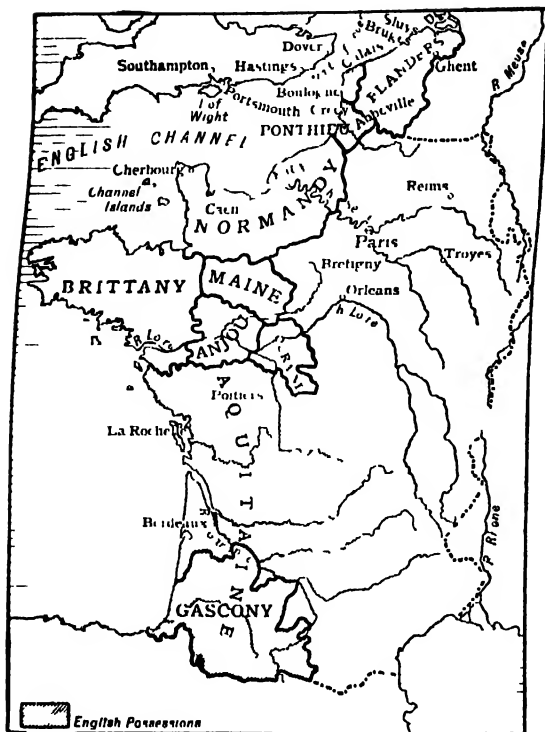 Dover
Sluys
Bruges
Southampton
Hastings
Calais
FLANDERS
Ghent
R Meuse
I of
Wight
Portsmouth
Boulogne
Crecy
PONTHIEU
Abbeville
ENGLISH CHANNEL
Cherbourg
Channel
Islands
Caen
NORMANDY
Reims
Paris
Bretigny
Troyes
BRITTANY
MAINE
Orleans
R Loire
ANJOU
Poitiers
AQUITAINE
La Rochelle
Bordeaux
GASCONY
English Possessions